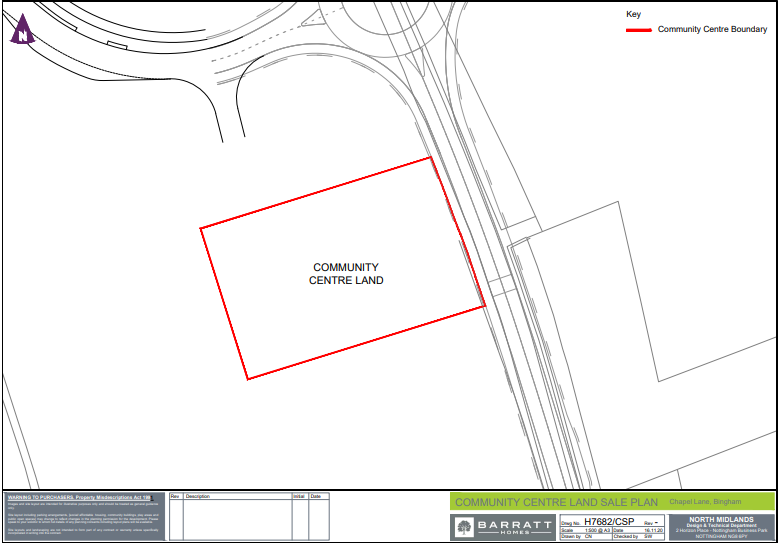 Key
Community Centre Boundary
N
COMMUNITY
CENTRE LAND
WARNING TO PURCHASERS, Property Misdescriptions Act
Rev Description Initial Date
COMMUNITY CENTRE LAND SALE PLAN Chapel Lane, Bingham
BARRATT
HOMES
Dwg No. H7682/CSP Rev -
Scale 1:500 @ A3 Date 16.11.20
Drawn by CN Checked by SW
NORTH MIDLANDS
Design & Technical Department
2 Horizon Place - Nottingham Business Park
NOTTINGHAM NG8 6PY